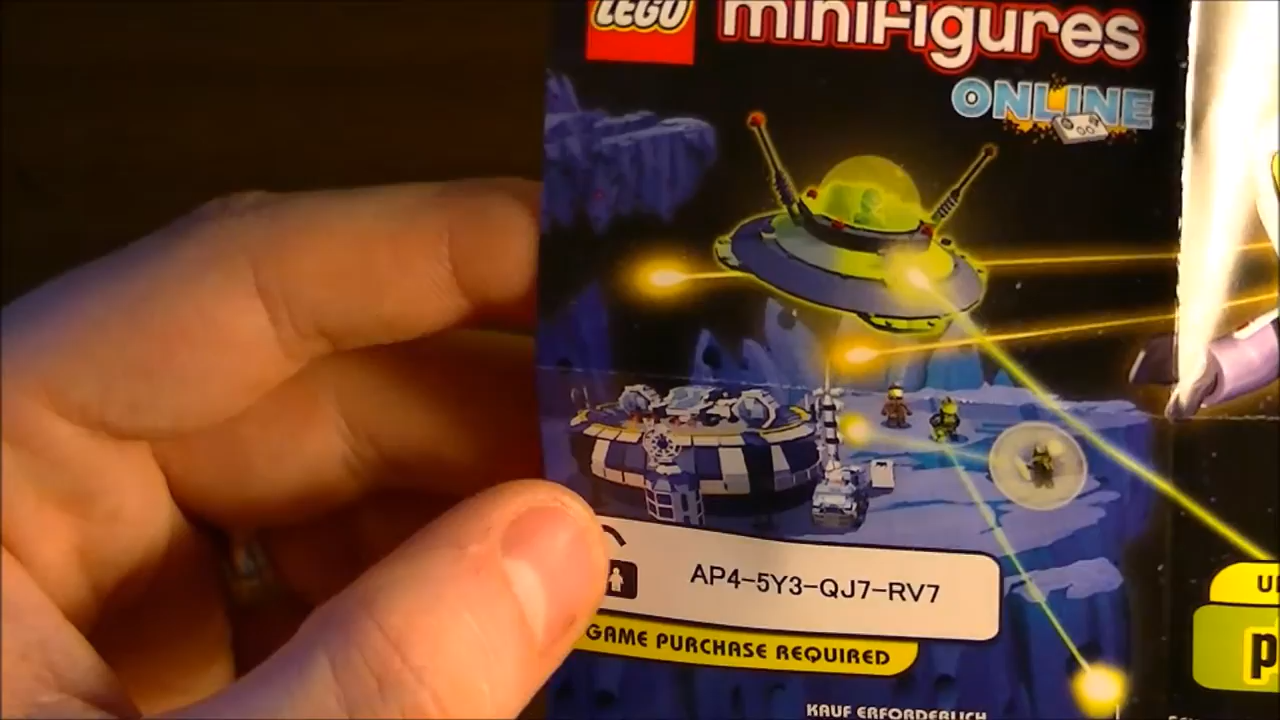 LEGO minifigures
ONLINE
AP4-5Y3-QJ7-RV7
GAME PURCHASE REQUIRED
KAUF ERFORDERLICH